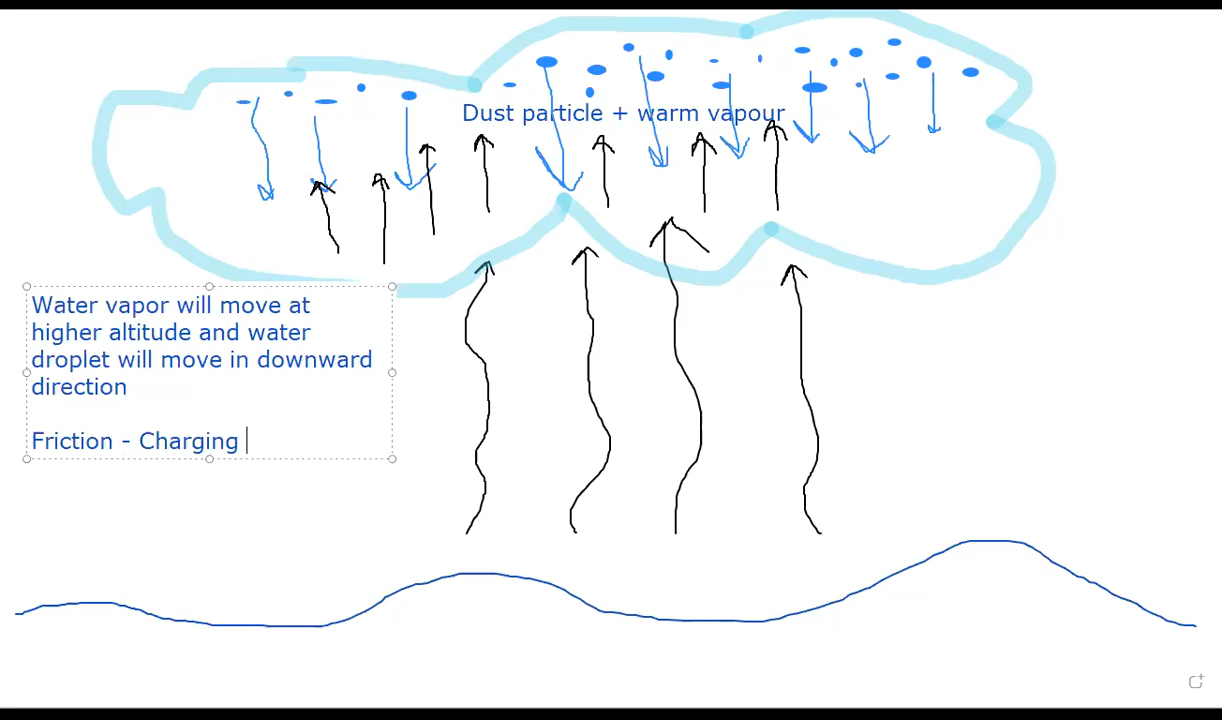 Dust particle + warm vapour
Water vapor will move at
higher altitude and water
droplet will move in downward
direction
Friction - Charging